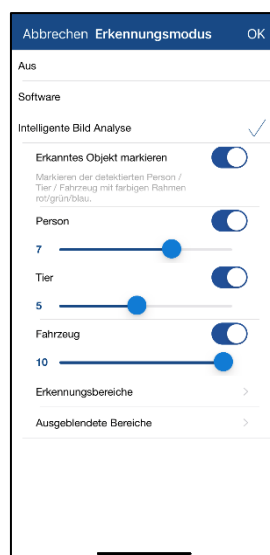 Abbrechen Erkennungsmodus OK
Aus
Software
Intelligente Bild Analyse
Erkanntes Objekt markieren
Markieren der detektierten Person /
Tier / Fahrzeug mit farbigen Rahmen
rot/grün/blau.
Person
7
Tier
5
Fahrzeug
10
Erkennungsbereiche
Ausgeblendete Bereiche